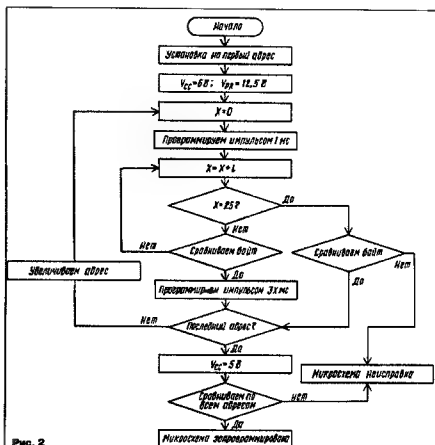 Начало
Установка на первый адрес
Vcc=6В; Vpr=12,5В
X=0
Программируем импульсом 1 мс
X=X+1
X=25?
Да
Нет
Сравниваем байт
Нет
Сравниваем байт
Нет
Увеличиваем адрес
Да
Да
Программируем импульсом 3x мс
Нет
Последний адрес?
Да
Vcc=5В
Микросхема неисправна
Сравниваем по всем адресам
нет
Да
Микросхема запрограммирована
Рис. 2